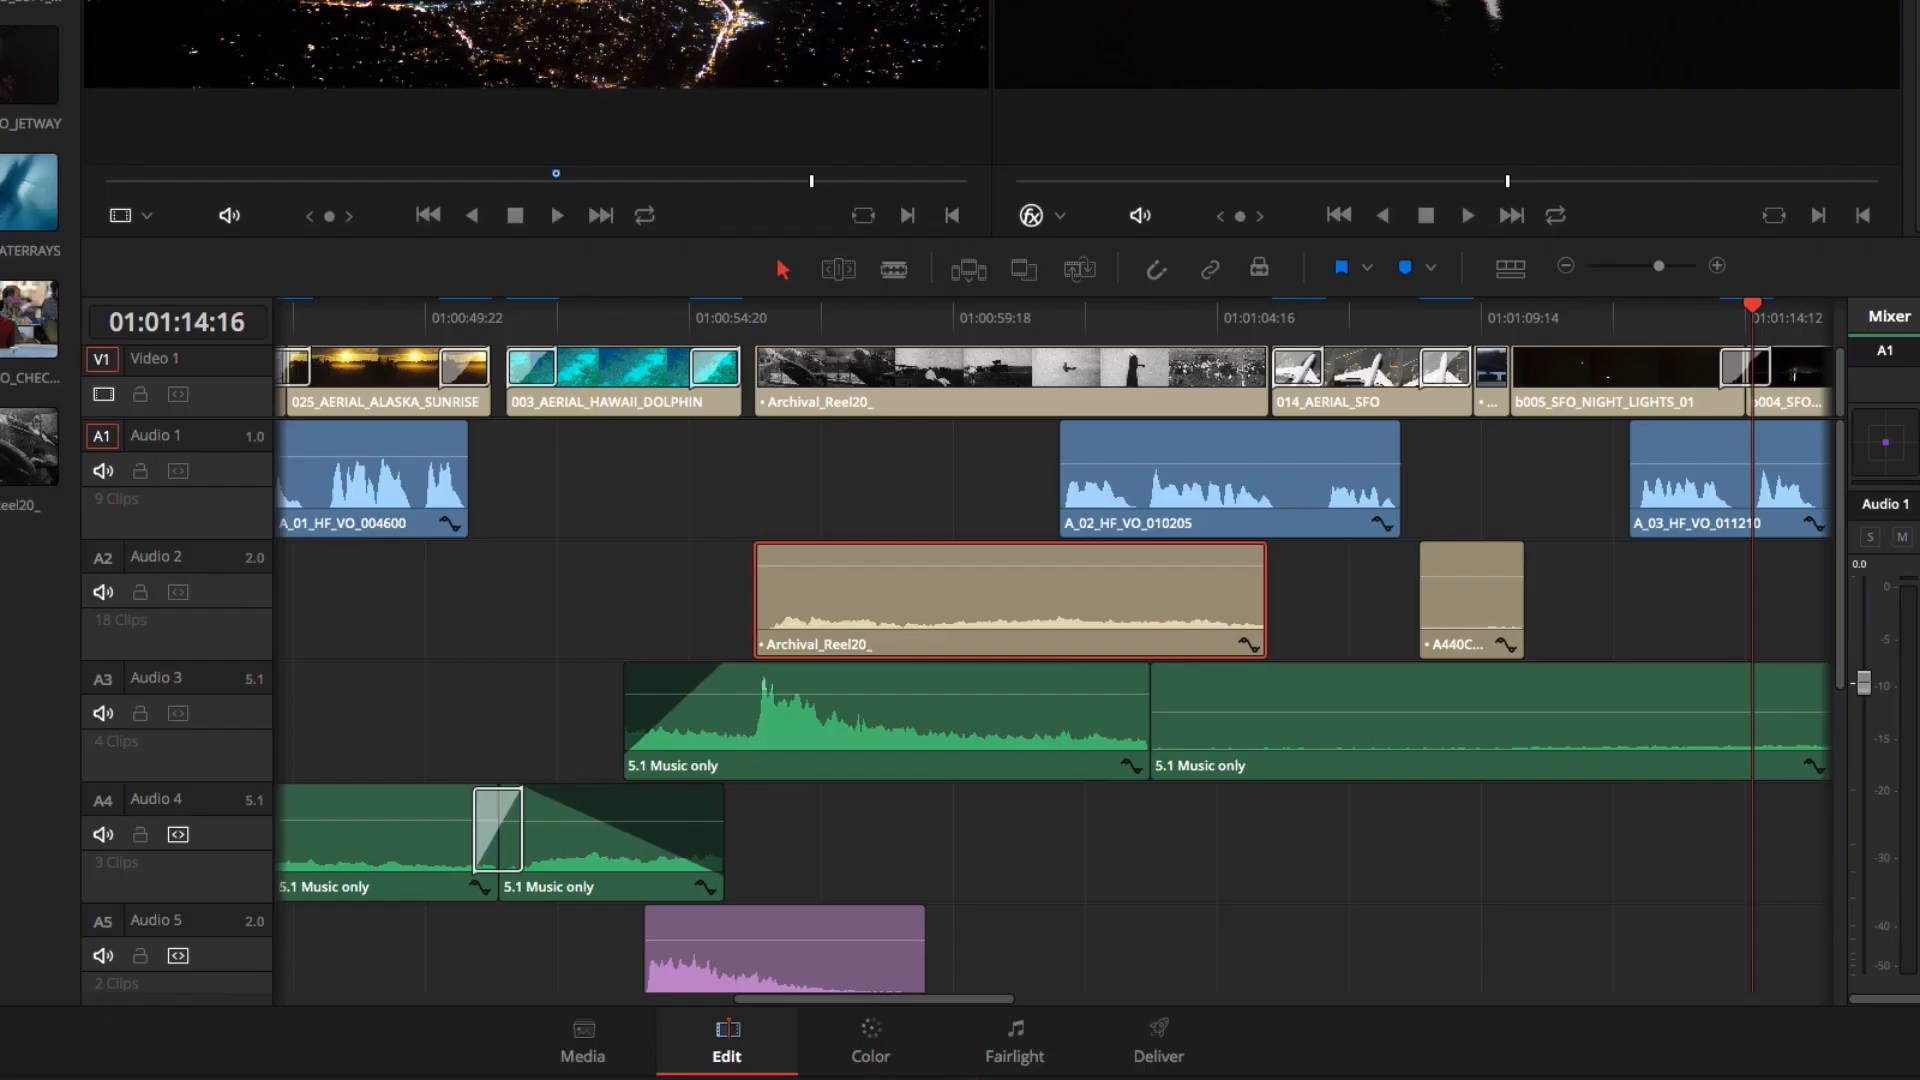 O_JETWAY
ATERRAYS
O_CHEC...
eel20_
01:01:14:16
01:00:49:22
01:00:54:20
01:00:59:18
01:01:04:16
01:01:09:14
01:01:14:12
Mixer
V1 Video 1
025_AERIAL_ALASKA_SUNRISE
003_AERIAL_HAWAII_DOLPHIN
• Archival_Reel20_
014_AERIAL_SFO
• ...
b005_SFO_NIGHT_LIGHTS_01
b004_SFO...
A1
A1 Audio 1 1.0
9 Clips
A_01_HF_VO_004600
A_02_HF_VO_010205
A_03_HF_VO_011210
Audio 1
S M
A2 Audio 2 2.0
18 Clips
• Archival_Reel20_
• A440C...
0.0
0
-5
-10
-15
-20
-30
-40
-50
A3 Audio 3 5.1
4 Clips
5.1 Music only
5.1 Music only
A4 Audio 4 5.1
3 Clips
5.1 Music only
5.1 Music only
A5 Audio 5 2.0
2 Clips
Media
Edit
Color
Fairlight
Deliver